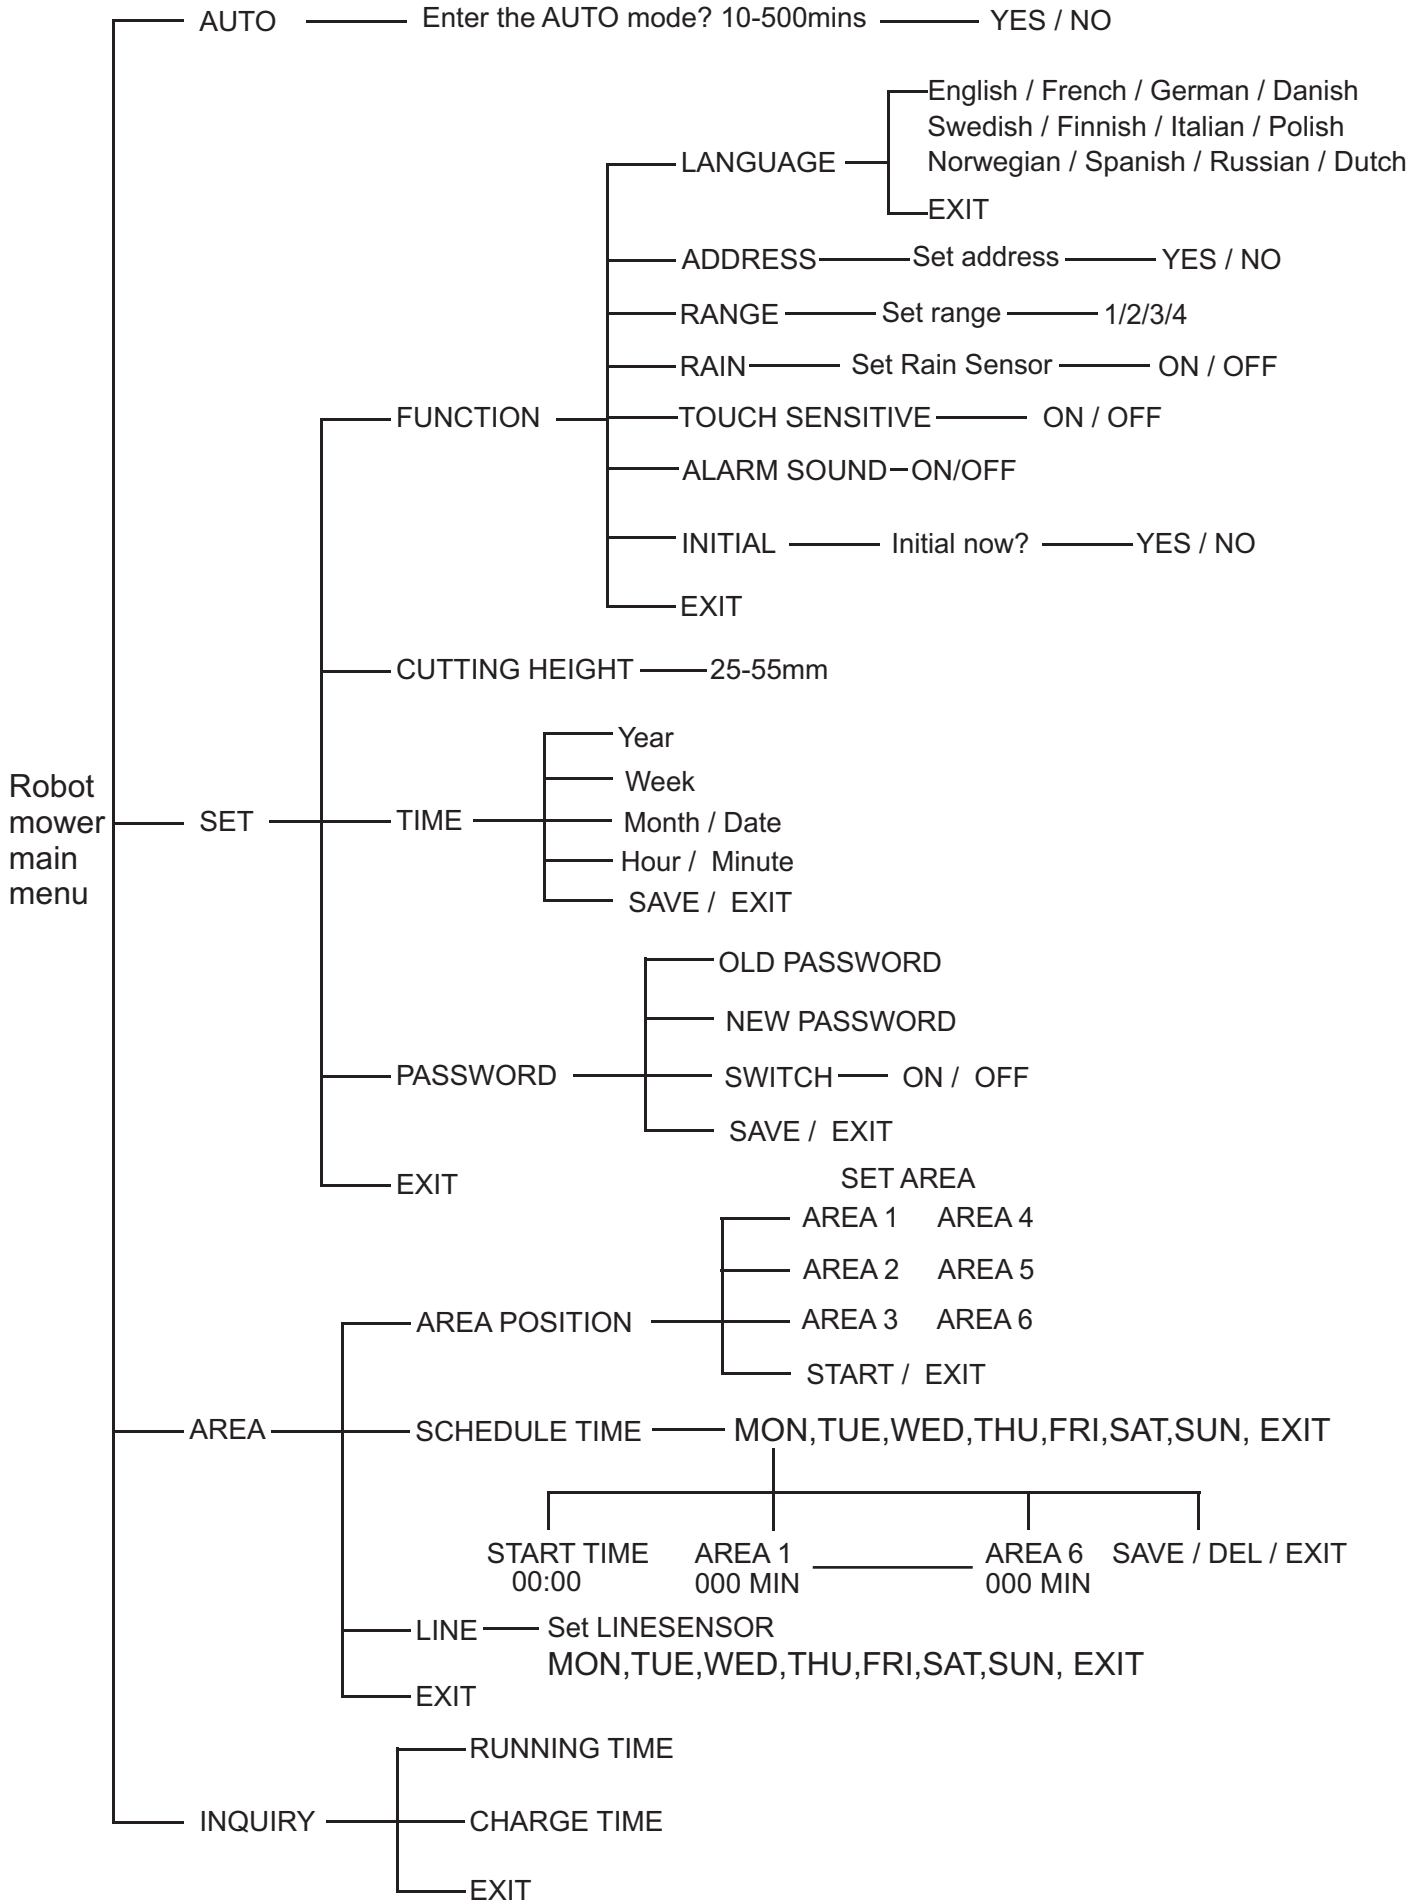 AUTO Enter the AUTO mode? 10-500mins YES / NO
English / French / German / Danish
Swedish / Finnish / Italian / Polish
LANGUAGE Norwegian / Spanish / Russian / Dutch
EXIT
ADDRESS Set address YES / NO
RANGE Set range 1/2/3/4
RAIN Set Rain Sensor ON / OFF
FUNCTION TOUCH SENSITIVE ON / OFF
ALARM SOUND ON/OFF
INITIAL Initial now? YES / NO
EXIT
CUTTING HEIGHT 25-55mm
Robot
mower
main
menu
SET TIME
Year
Week
Month / Date
Hour / Minute
SAVE / EXIT
PASSWORD
OLD PASSWORD
NEW PASSWORD
SWITCH ON / OFF
SAVE / EXIT
EXIT
SET AREA
AREA 1 AREA 4
AREA 2 AREA 5
AREA POSITION AREA 3 AREA 6
START / EXIT
AREA SCHEDULE TIME MON,TUE,WED,THU,FRI,SAT,SUN, EXIT
START TIME AREA 1 AREA 6 SAVE / DEL / EXIT
00:00 000 MIN 000 MIN
LINE Set LINESENSOR
MON,TUE,WED,THU,FRI,SAT,SUN, EXIT
EXIT
RUNNING TIME
INQUIRY CHARGE TIME
EXIT